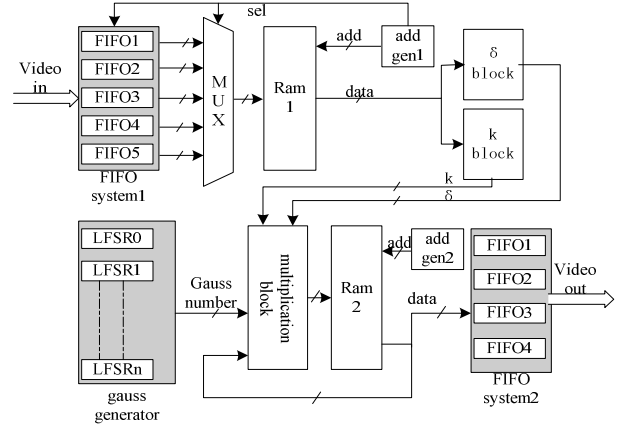 sel
FIFO1
FIFO2
FIFO3
FIFO4
FIFO5
Video
in
FIFO
system1
MUX
Ram
1
add
add
gen1
data
δ
block
k
block
k
δ
LFSR0
LFSR1
LFSRn
gauss
generator
Gauss
number
multiplication
block
Ram
2
add
add
gen2
data
FIFO1
FIFO2
FIFO3
FIFO4
FIFO
system2
Video
out